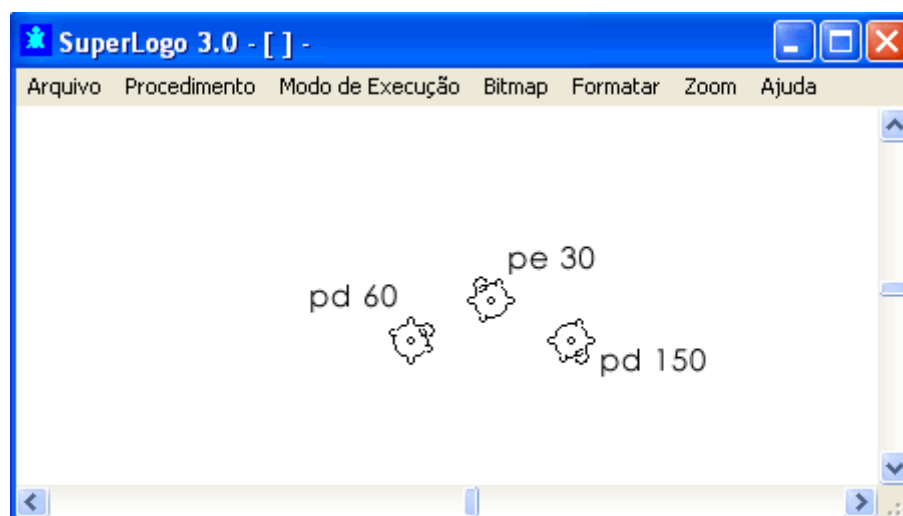 SuperLogo 3.0 - [ ] -
Arquivo Procedimento Modo de Execução Bitmap Formatar Zoom Ajuda
pe 30
pd 60
pd 150